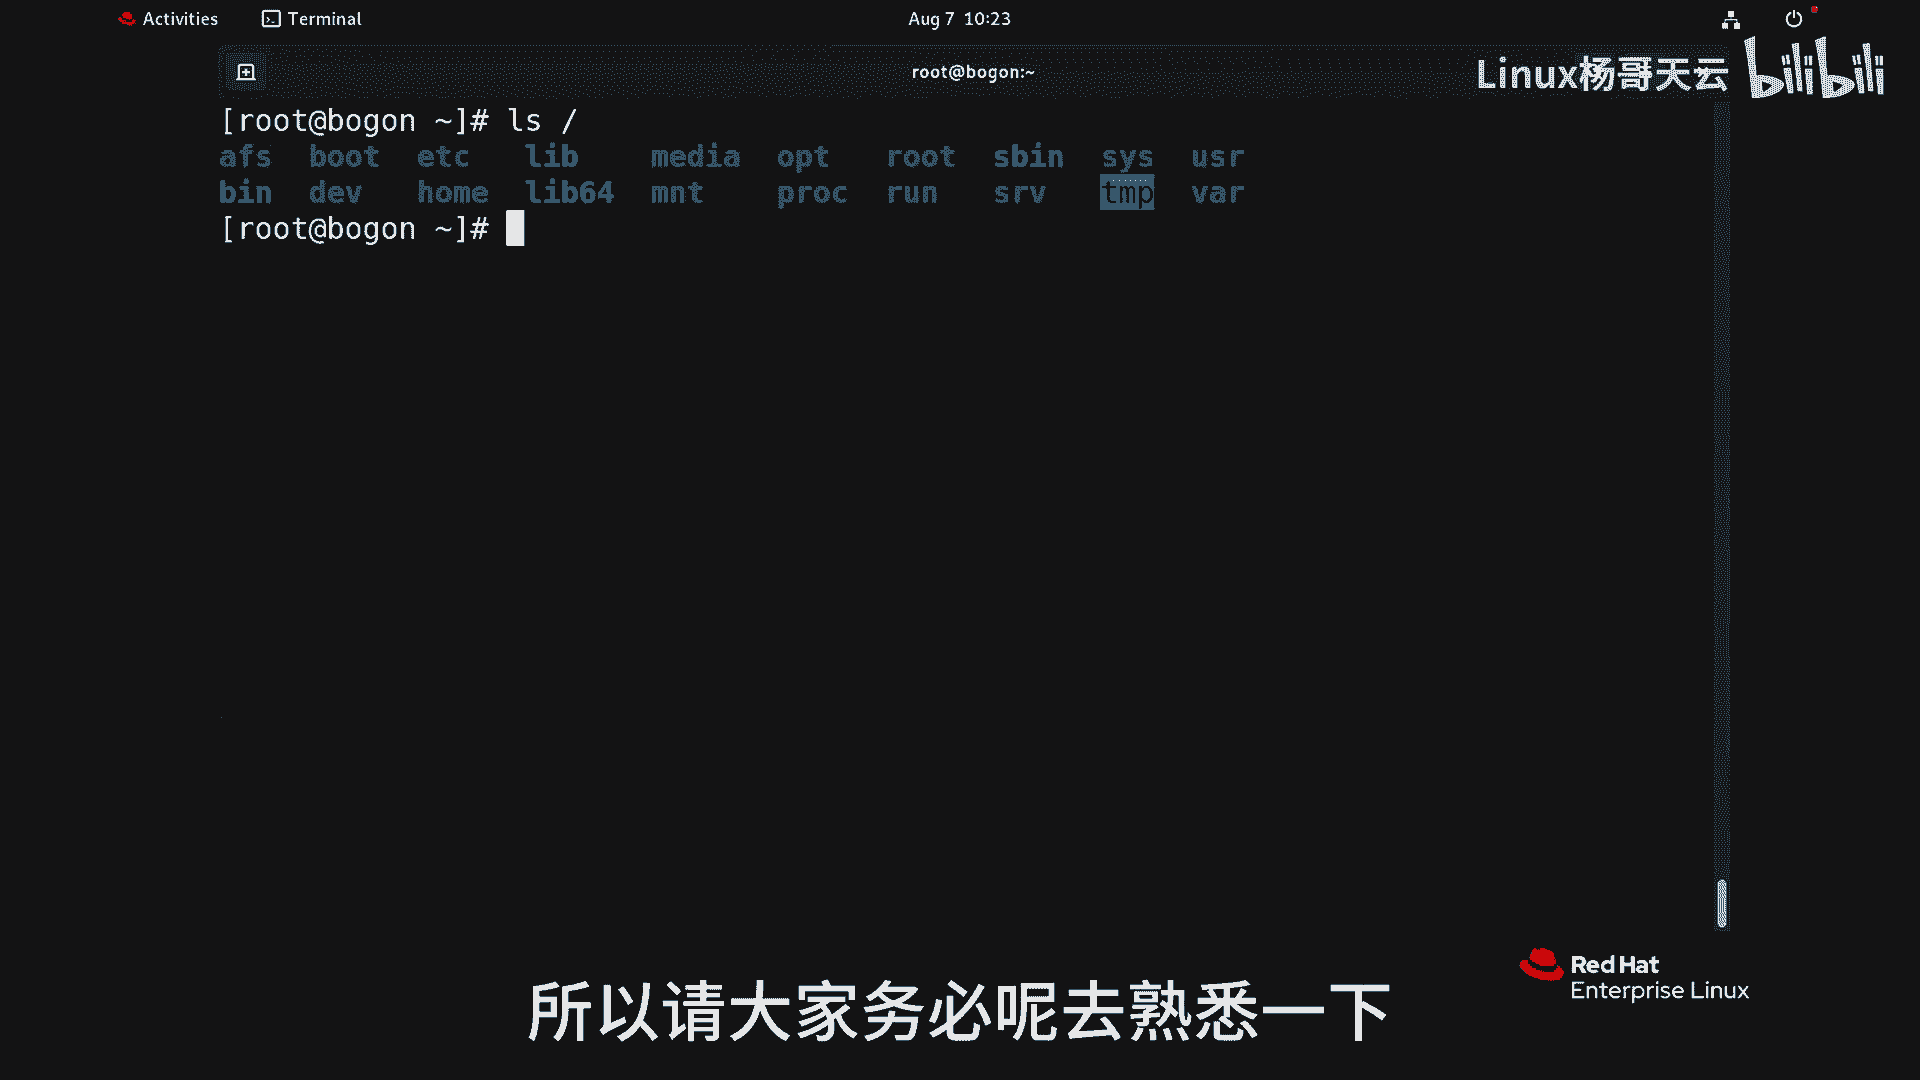 Activities Terminal Aug 7 10:23
root@bogon:~
Linux杨哥天云 bilibili
[root@bogon ~]# ls /
afs boot etc lib media opt root sbin sys usr
bin dev home lib64 mnt proc run srv tmp var
[root@bogon ~]#
Red Hat
Enterprise Linux
所以请大家务必呢去熟悉一下